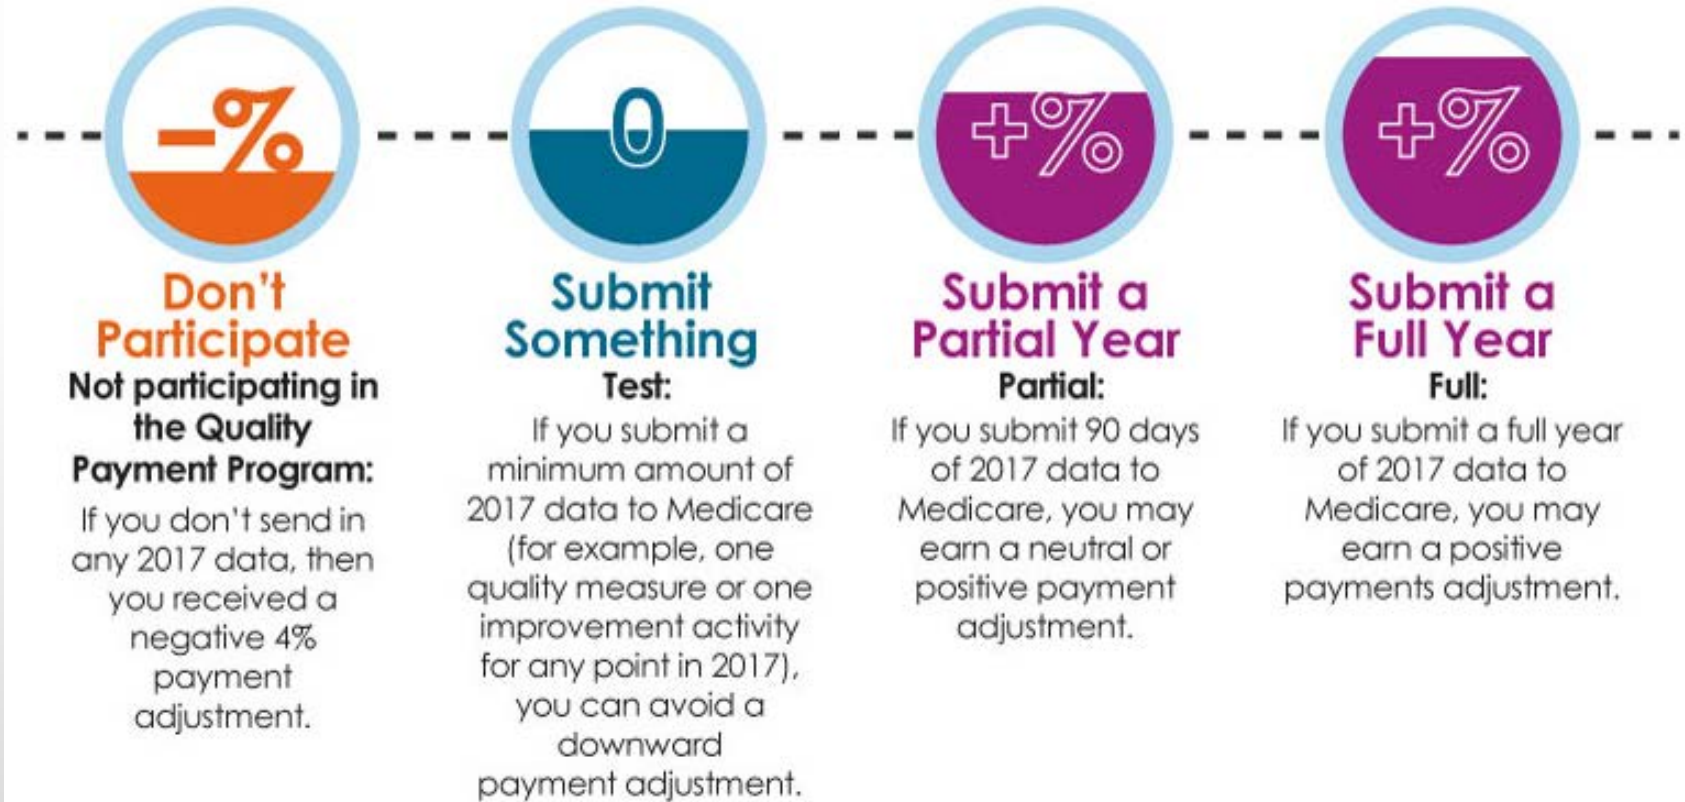 -%
Don't
Participate
Not participating in
the Quality
Payment Program:
If you don't send in
any 2017 data, then
you received a
negative 4%
payment
adjustment.
0
Submit
Something
Test:
If you submit a
minimum amount of
2017 data to Medicare
(for example, one
quality measure or one
improvement activity
for any point in 2017),
you can avoid a
downward
payment adjustment.
+%
Submit a
Partial Year
Partial:
If you submit 90 days
of 2017 data to
Medicare, you may
earn a neutral or
positive payment
adjustment.
+%
Submit a
Full Year
Full:
If you submit a full year
of 2017 data to
Medicare, you may
earn a positive
payments adjustment.